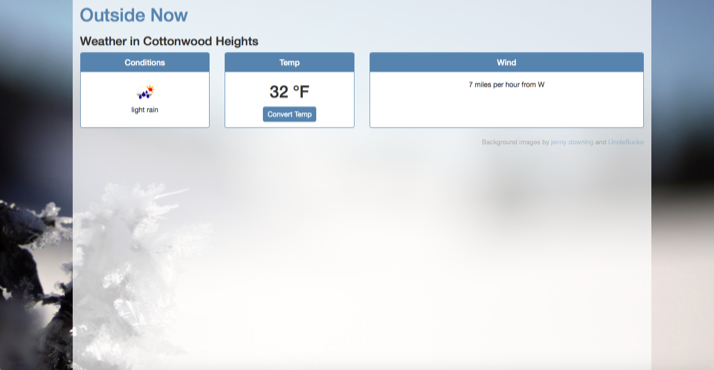 Outside Now
Weather in Cottonwood Heights
Conditions
light rain
Temp
32 °F
Convert Temp
Wind
7 miles per hour from W
Background images by jenny downing and UncleBucko